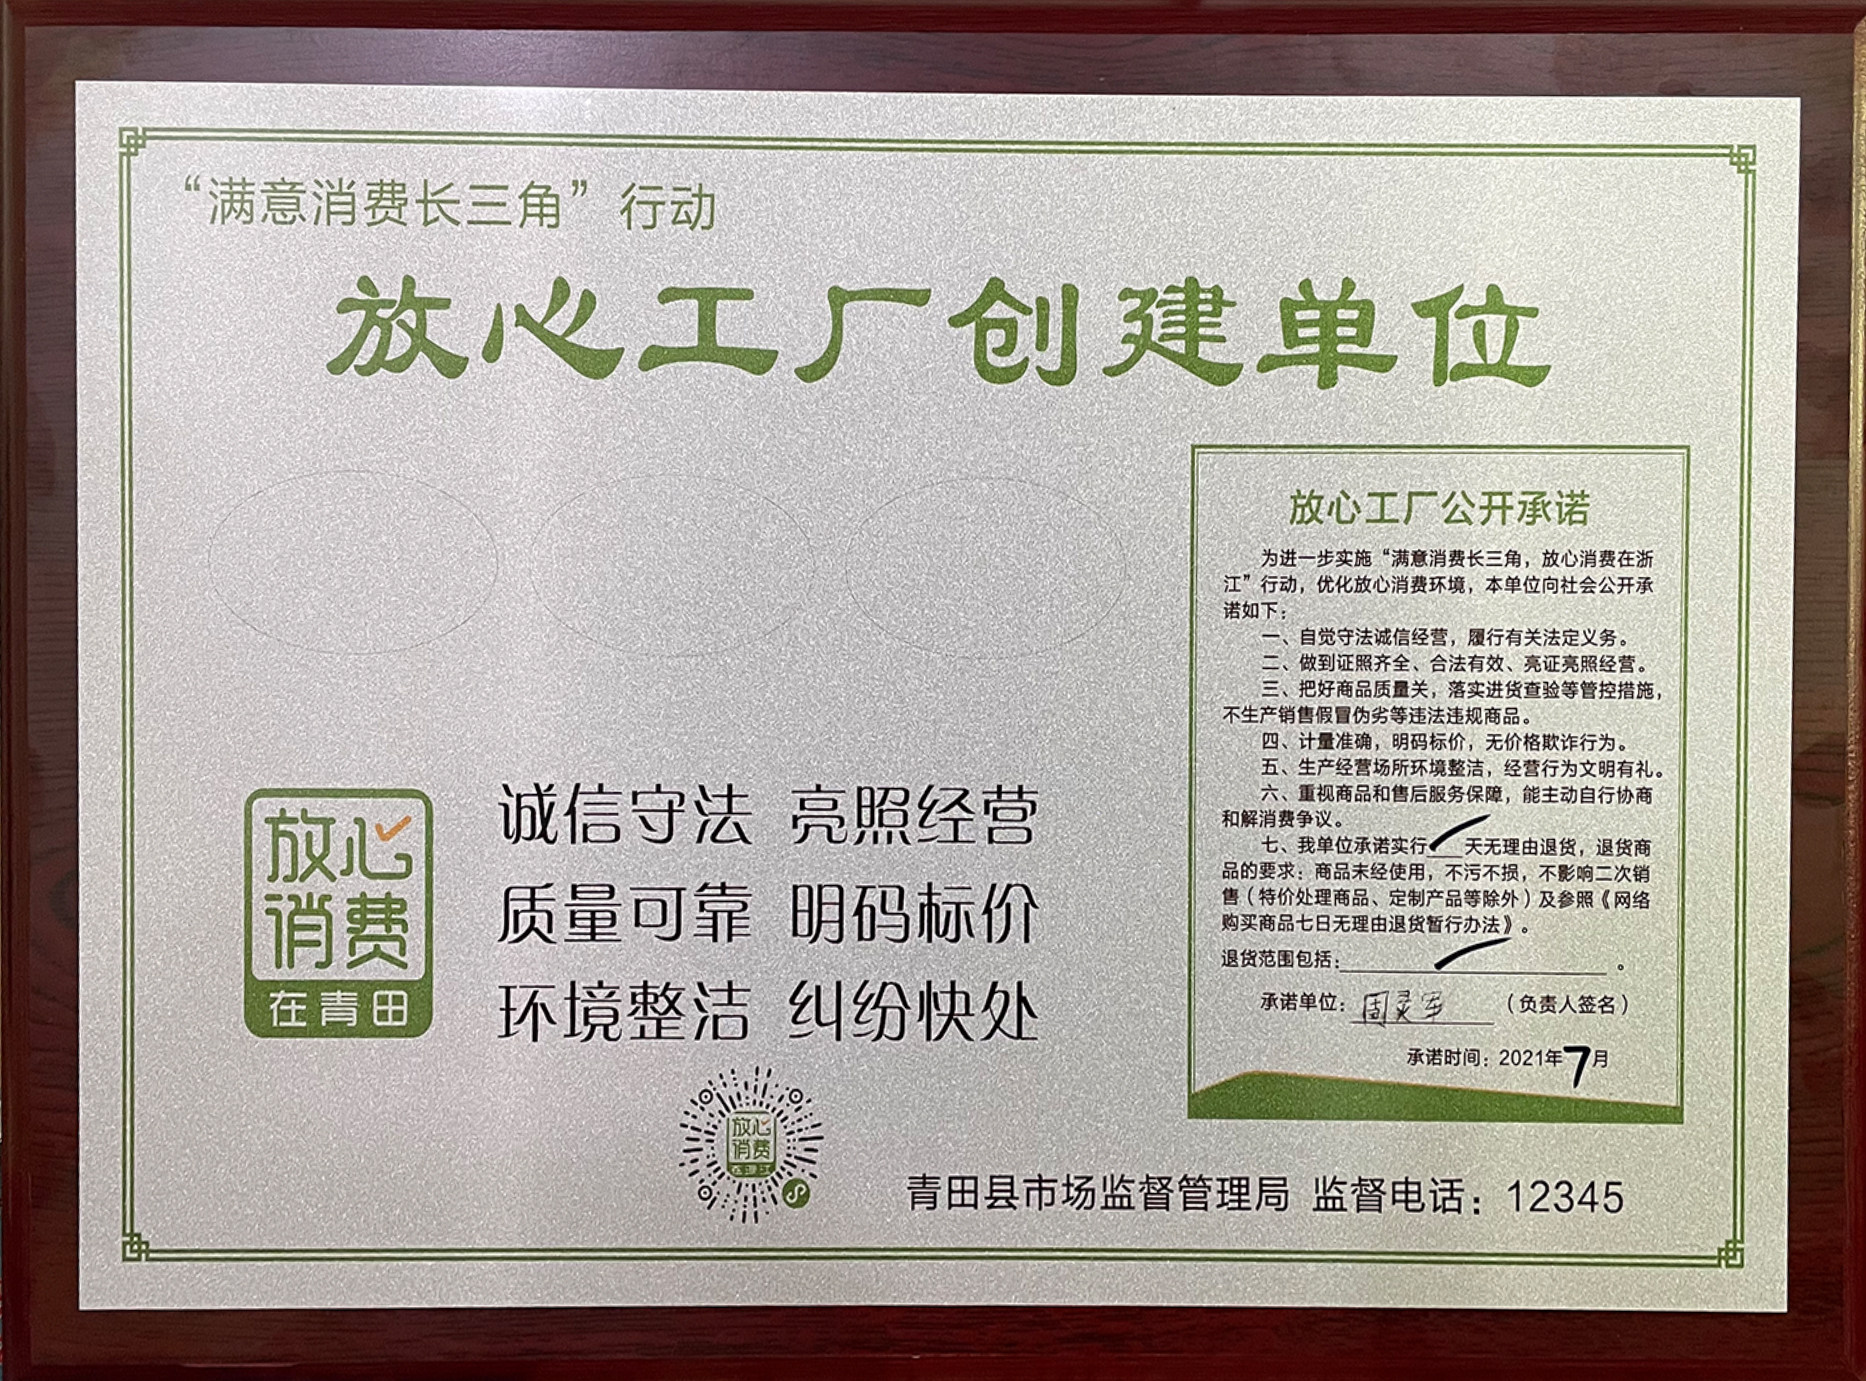 “满意消费长三角”行动
放心工厂创建单位
放心工厂公开承诺
为进一步实施“满意消费长三角，放心消费在浙
江”行动，优化放心消费环境，本单位向社会公开承
诺如下：
一、自觉守法诚信经营，履行有关法定义务。
二、做到证照齐全、合法有效、亮证亮照经营。
三、把好商品质量关，落实进货查验等管控措施，
不生产销售假冒伪劣等违法违规商品。
四、计量准确，明码标价，无价格欺诈行为。
五、生产经营场所环境整洁，经营行为文明有礼。
六、重视商品和售后服务保障，能主动自行协商
和解消费争议。
七、我单位承诺实行 天无理由退货，退货商
品的要求：商品未经使用，不污不损，不影响二次销
售（特价处理商品、定制产品等除外）及参照《网络
购买商品七日无理由退货暂行办法》。
退货范围包括： 。
承诺单位：周灵军 （负责人签名）
承诺时间：2021年7月
放心
消费
在青田
诚信守法 亮照经营
质量可靠 明码标价
环境整洁 纠纷快处
放心
消费
青田县市场监督管理局 监督电话：12345